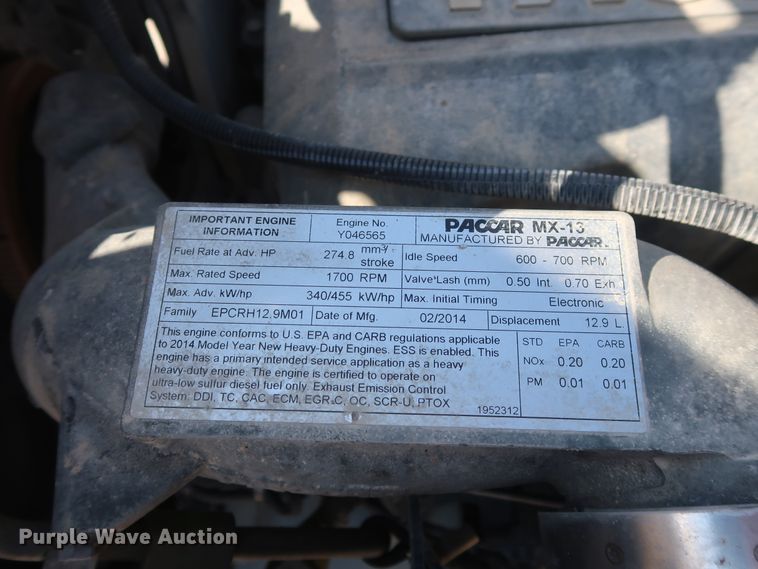 IMPORTANT ENGINE INFORMATION
Engine No. Y046565
PACCAR MX-13
MANUFACTURED BY PACCAR
Fuel Rate at Adv. HP 274.8 mm³/stroke
Idle Speed 600 - 700 RPM
Max. Rated Speed 1700 RPM
Valve Lash (mm) 0.50 Int. 0.70 Exh
Max. Adv. kW/hp 340/455 kW/hp
Max. Initial Timing Electronic
Family EPCRH12.9M01
Date of Mfg. 02/2014
Displacement 12.9 L.
This engine conforms to U.S. EPA and CARB regulations applicable
to 2014 Model Year New Heavy-Duty Engines. ESS is enabled. This
engine has a primary intended service application as a heavy
heavy-duty engine. The engine is certified to operate on
ultra-low sulfur diesel fuel only. Exhaust Emission Control
System: DDI, TC, CAC, ECM, EGR-C, OC, SCR-U, PTOX
1952312
STD EPA CARB
NOx 0.20 0.20
PM 0.01 0.01
Purple Wave Auction